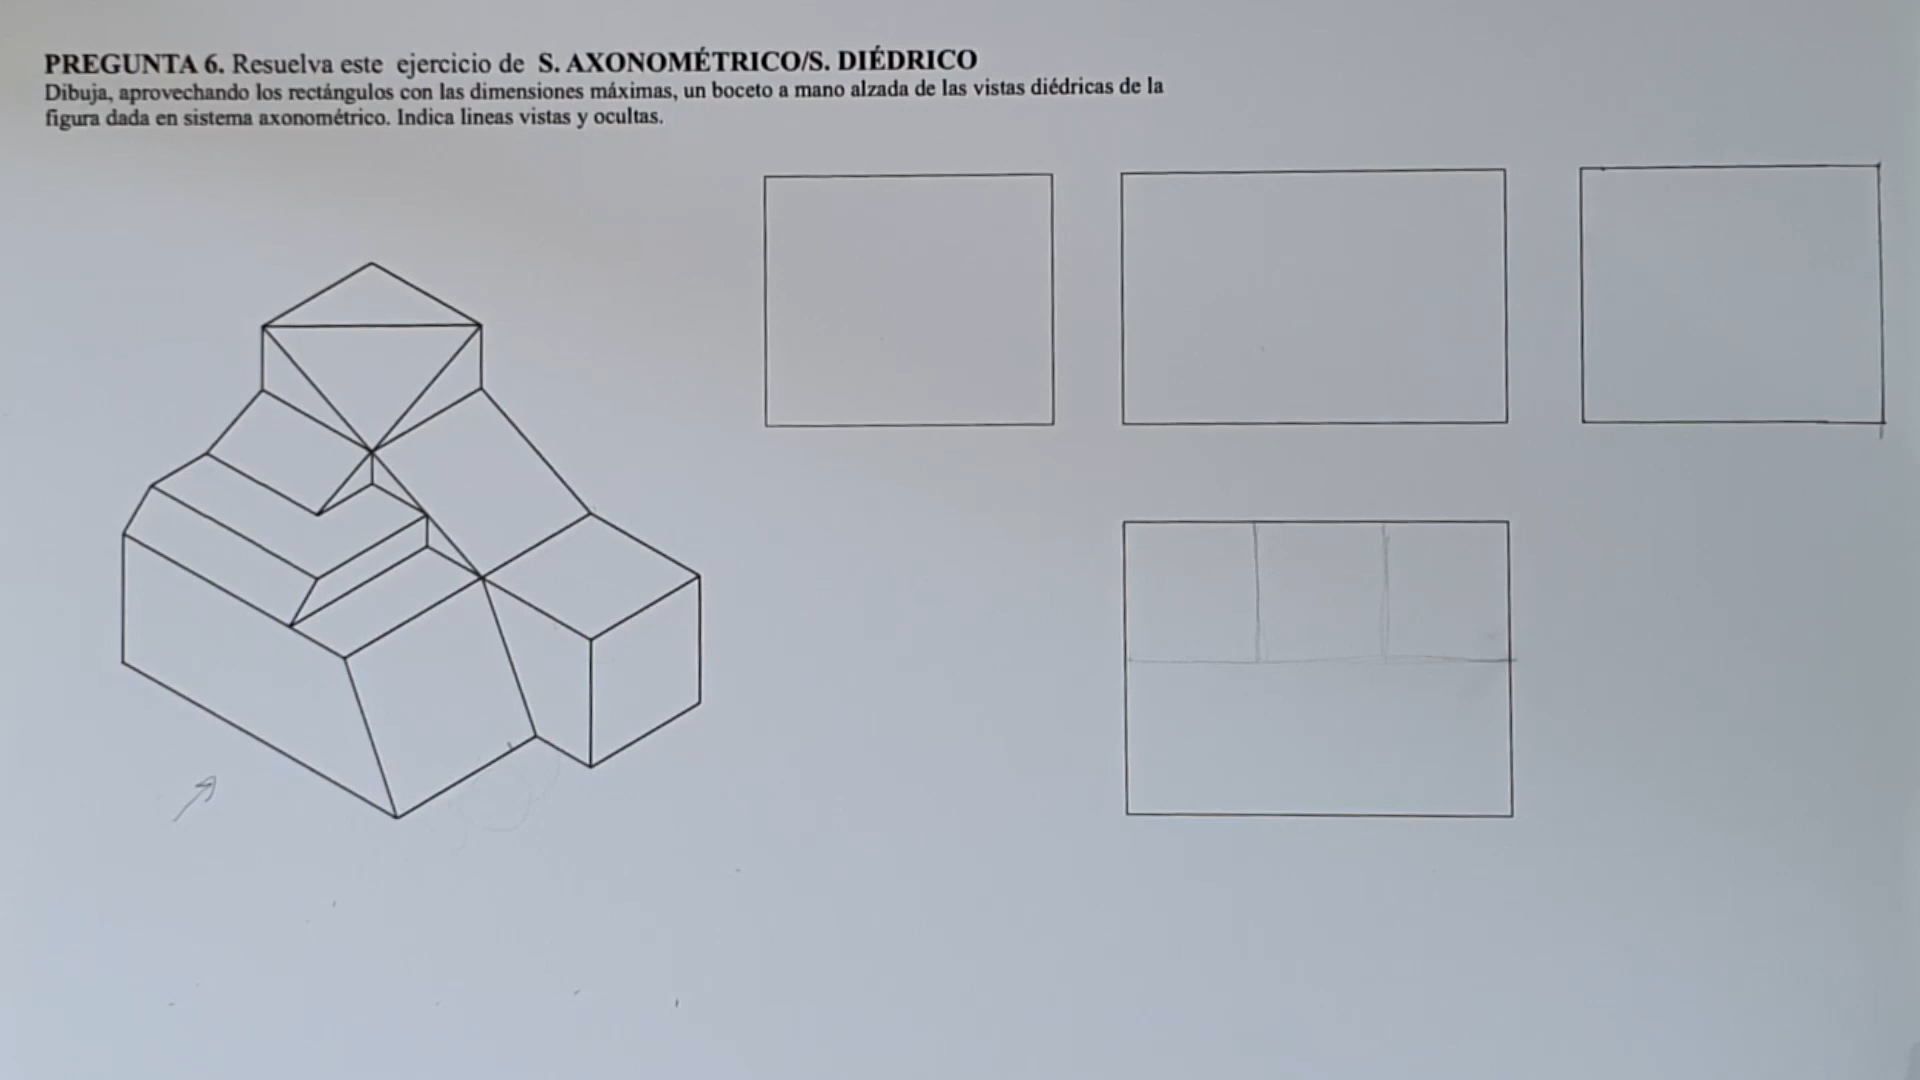 PREGUNTA 6. Resuelva este ejercicio de S. AXONOMÉTRICO/S. DIÉDRICO
Dibuja, aprovechando los rectángulos con las dimensiones máximas, un boceto a mano alzada de las vistas diédricas de la
figura dada en sistema axonométrico. Indica lineas vistas y ocultas.